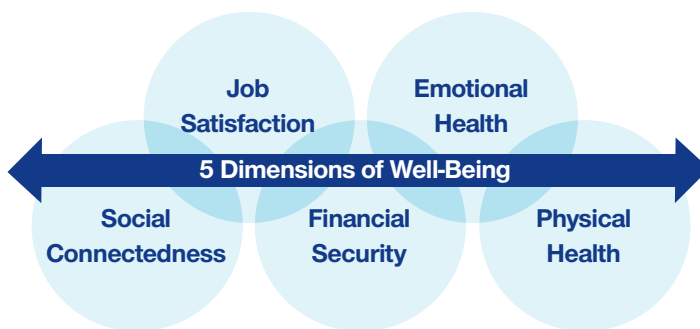 Job
Satisfaction
Emotional
Health
5 Dimensions of Well-Being
Social
Connectedness
Financial
Security
Physical
Health